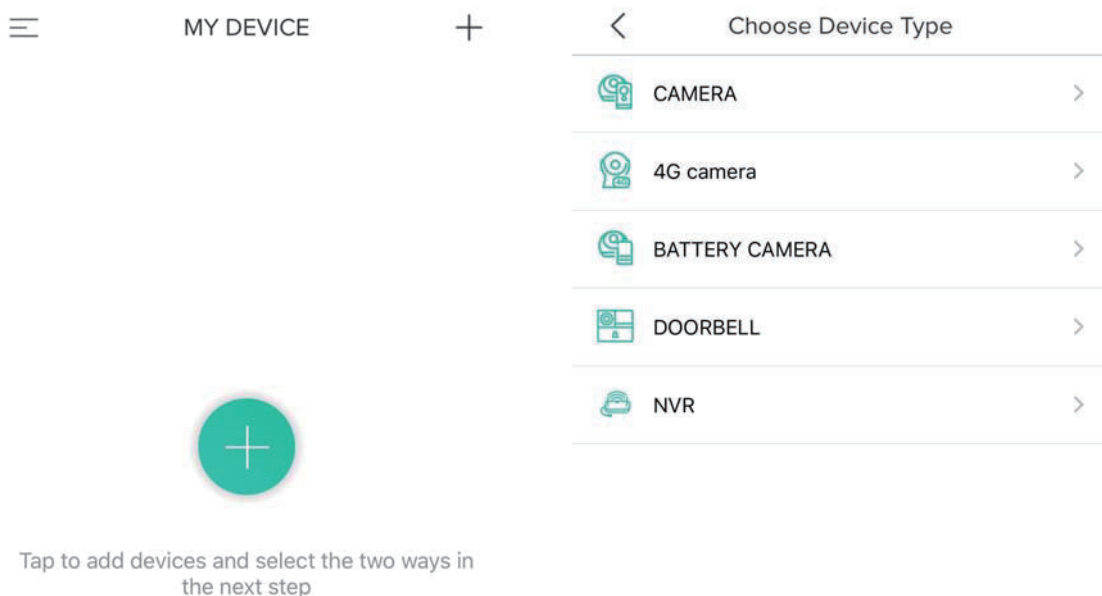 MY DEVICE
Tap to add devices and select the two ways in
the next step
Choose Device Type
CAMERA
4G camera
BATTERY CAMERA
DOORBELL
NVR